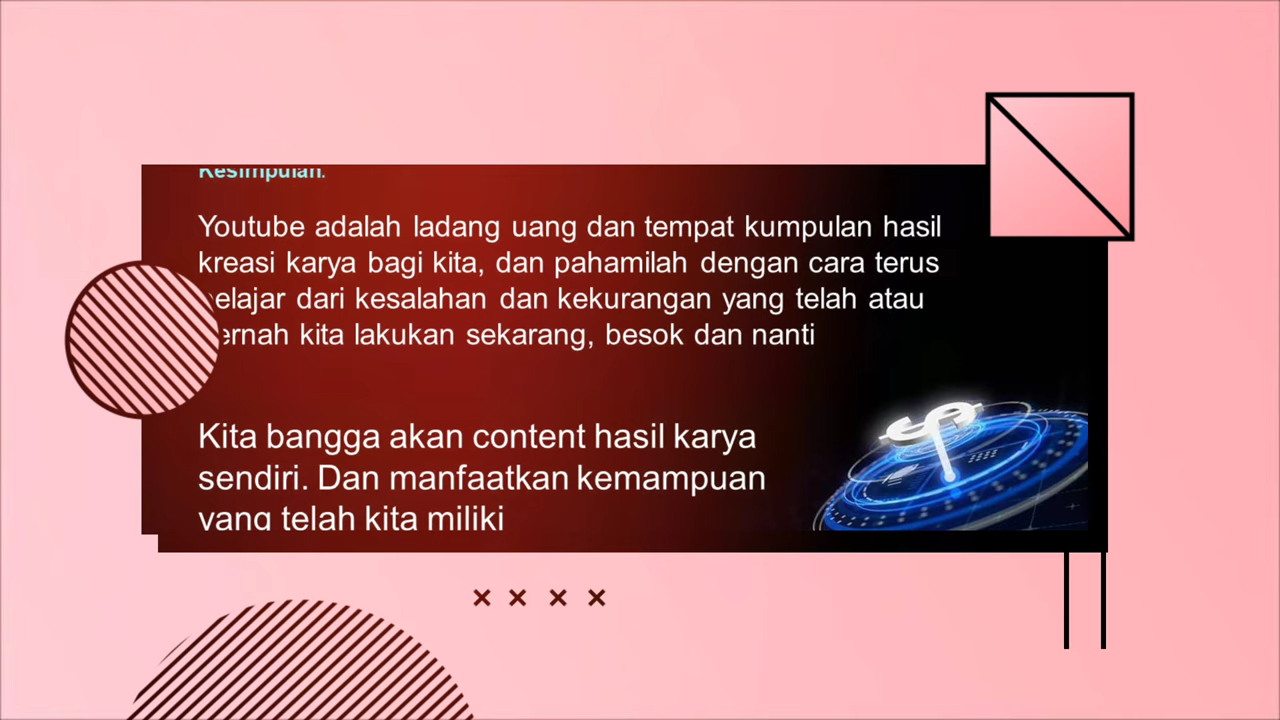 Kesimpulan:
Youtube adalah ladang uang dan tempat kumpulan hasil
kreasi karya bagi kita, dan pahamilah dengan cara terus
belajar dari kesalahan dan kekurangan yang telah atau
pernah kita lakukan sekarang, besok dan nanti
Kita bangga akan content hasil karya
sendiri. Dan manfaatkan kemampuan
yang telah kita miliki
$